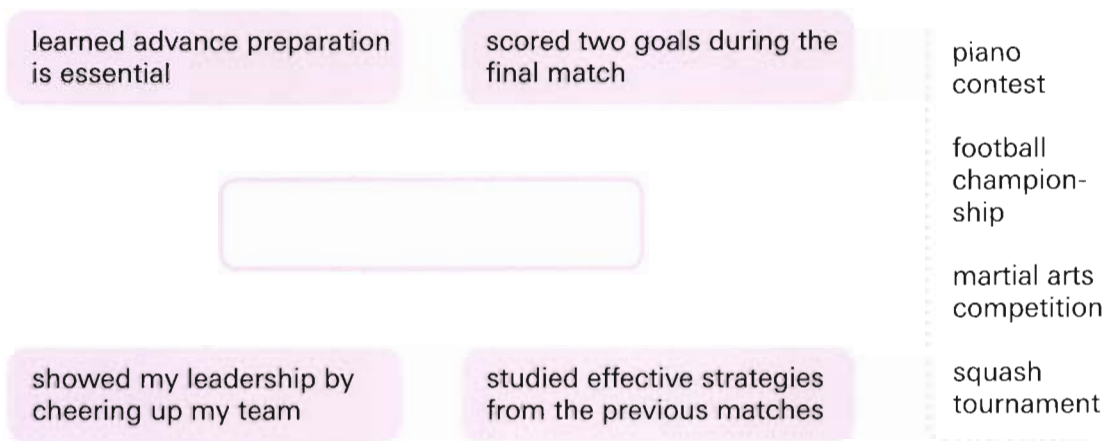 learned advance preparation
is essential
scored two goals during the
final match
showed my leadership by
cheering up my team
studied effective strategies
from the previous matches
piano
contest
football
champion-
ship
martial arts
competition
squash
tournament